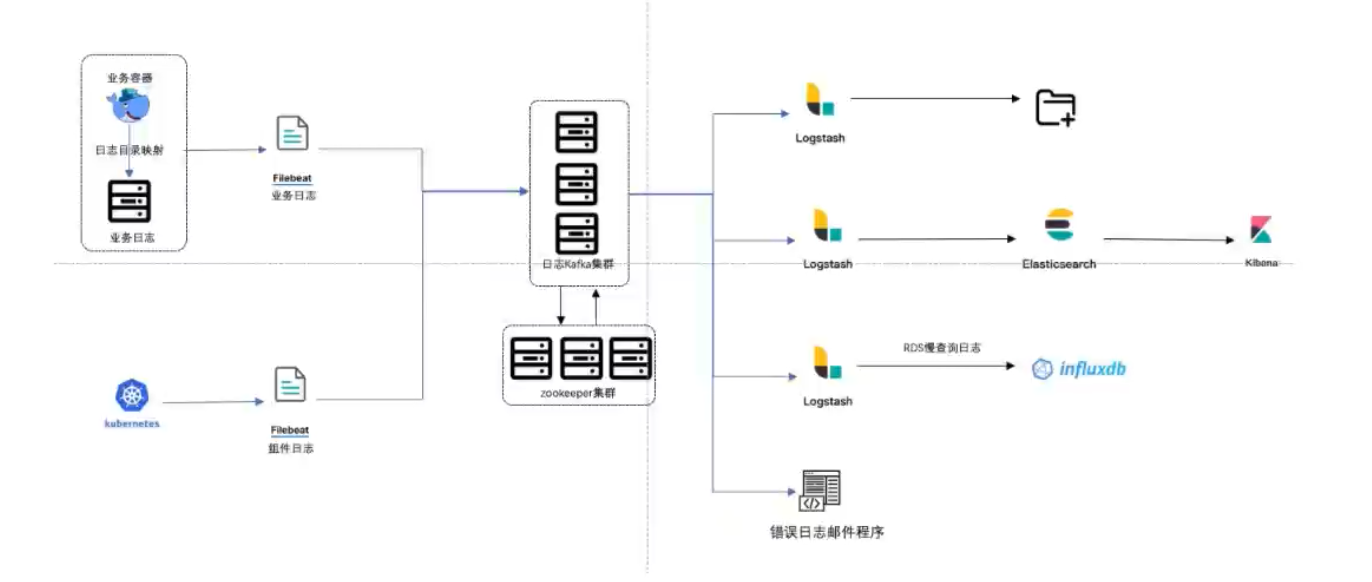 业务容器
日志目录映射
业务日志
Filebeat
业务日志
kubernetes
Filebeat
组件日志
日志Kafka集群
zookeeper集群
Logstash
Logstash
Elasticsearch
Kibana
Logstash
RDS慢查询日志
influxdb
错误日志邮件程序